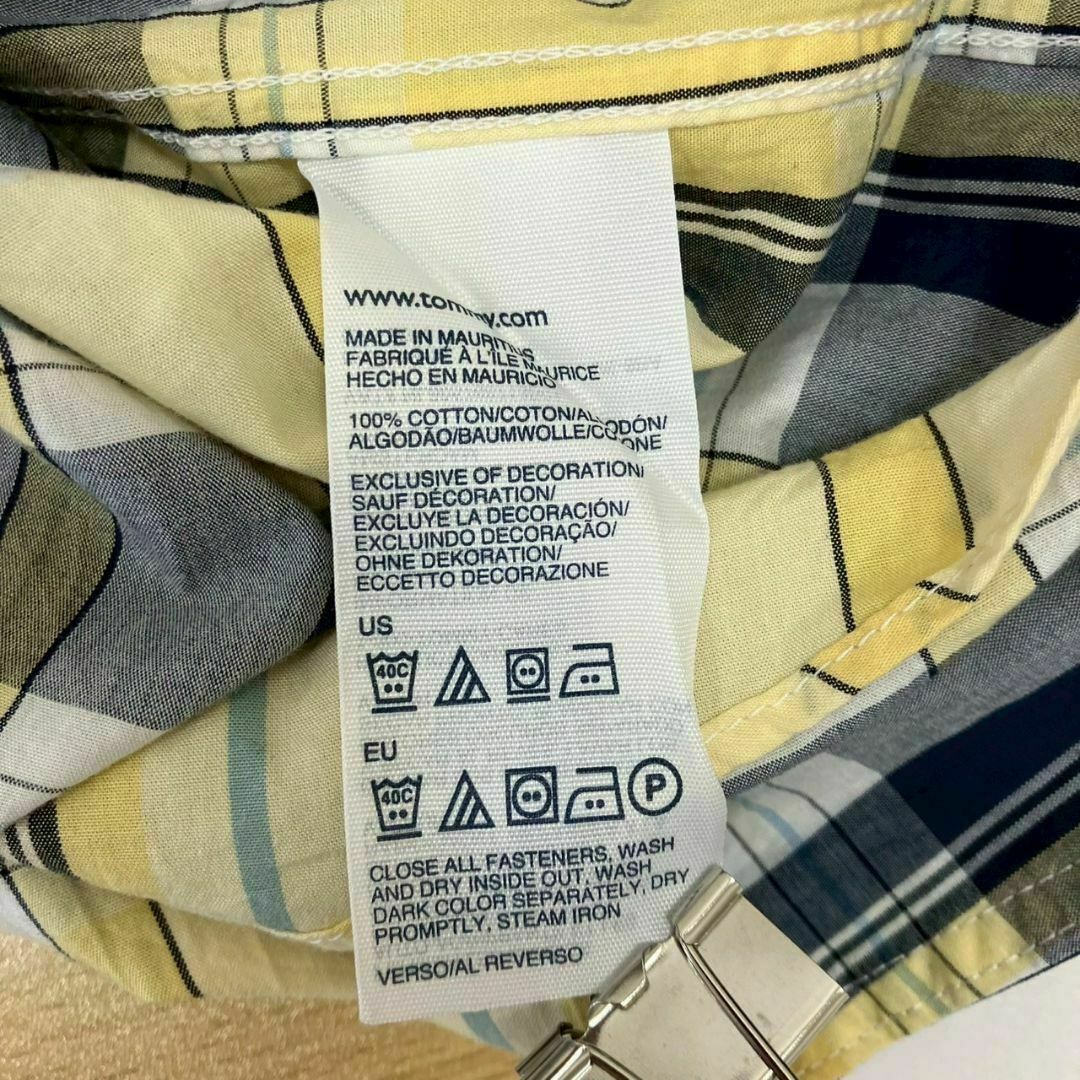 www.tommy.com
MADE IN MAURITIUS
FABRIQUÉ À L'ÎLE MAURICE
HECHO EN MAURICIO
100% COTTON/COTON/ALGODÓN/
ALGODÃO/BAUMWOLLE/COTONE
EXCLUSIVE OF DECORATION/
SAUF DÉCORATION/
EXCLUYE LA DECORACIÓN/
EXCLUINDO DECORAÇÃO/
OHNE DEKORATION/
ECCETTO DECORAZIONE
US
40C
EU
40C P
CLOSE ALL FASTENERS, WASH
AND DRY INSIDE OUT, WASH
DARK COLOR SEPARATELY, DRY
PROMPTLY, STEAM IRON
VERSO/AL REVERSO